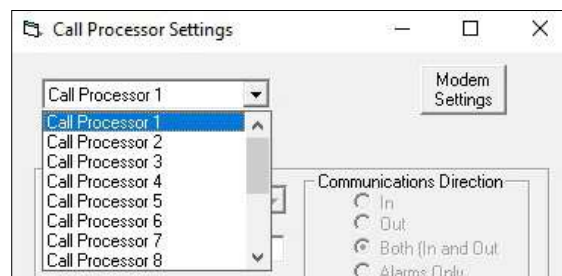 Call Processor Settings
Modem
Settings
Call Processor 1
Call Processor 1
Call Processor 2
Call Processor 3
Call Processor 4
Call Processor 5
Call Processor 6
Call Processor 7
Call Processor 8
Communications Direction
In
Out
Both (In and Out
Alarms Only